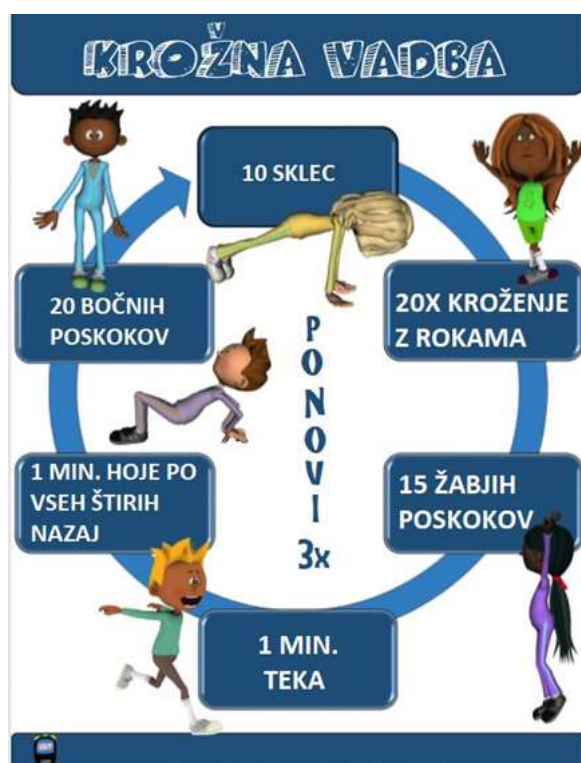 KROŽNA VADBA
10 SKLEC
20X KROŽENJE
Z ROKAMA
15 ŽABJIH
POSKOKOV
1 MIN.
TEKA
1 MIN. HOJE PO
VSEH ŠTIRIH
NAZAJ
20 BOČNIH
POSKOKOV
PONOVI
3x